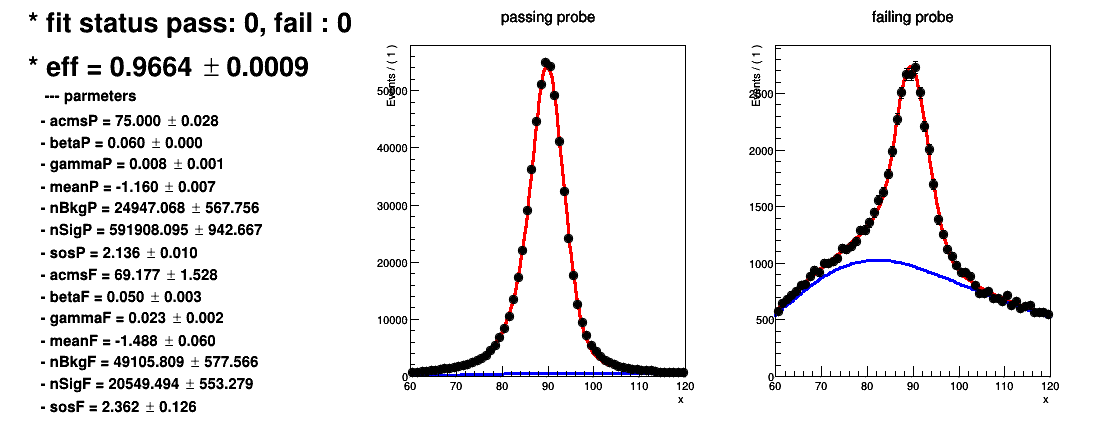 * fit status pass: 0, fail : 0
* eff = 0.9664 ± 0.0009
--- parmeters
- acmsP = 75.000 ± 0.028
- betaP = 0.060 ± 0.000
- gammaP = 0.008 ± 0.001
- meanP = -1.160 ± 0.007
- nBkgP = 24947.068 ± 567.756
- nSigP = 591908.095 ± 942.667
- sosP = 2.136 ± 0.010
- acmsF = 69.177 ± 1.528
- betaF = 0.050 ± 0.003
- gammaF = 0.023 ± 0.002
- meanF = -1.488 ± 0.060
- nBkgF = 49105.809 ± 577.566
- nSigF = 20549.494 ± 553.279
- sosF = 2.362 ± 0.126
passing probe
Events / ( 1 )
50000
40000
30000
20000
10000
0
60 70 80 90 100 110 120
x
failing probe
Events / ( 1 )
2500
2000
1500
1000
500
0
60 70 80 90 100 110 120
x